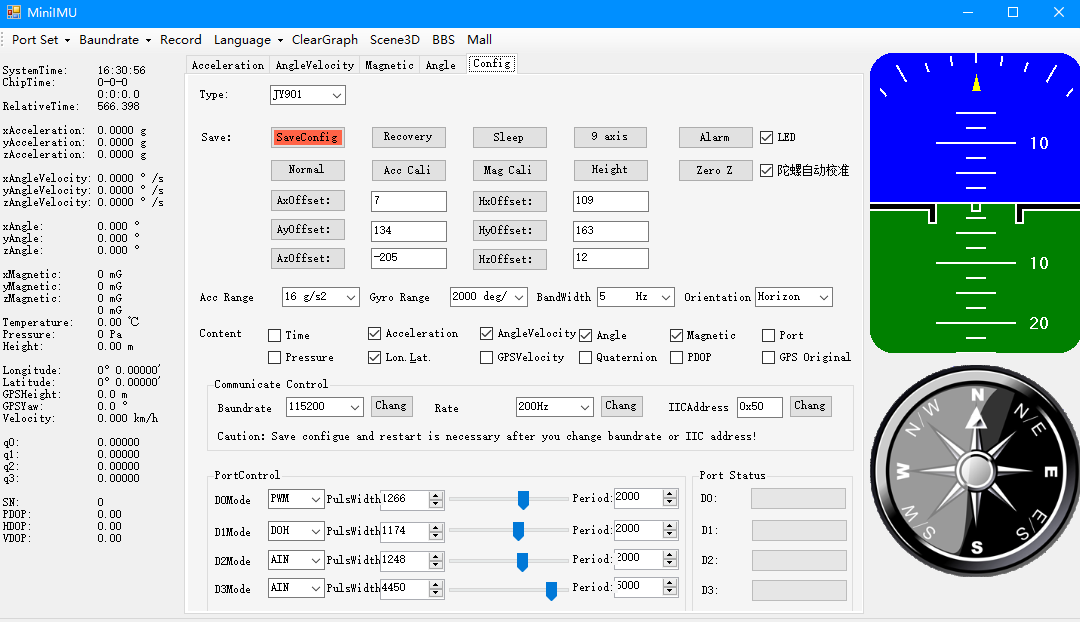 MiniIMU
Port Set Baundrate Record Language ClearGraph Scene3D BBS Mall
SystemTime: 16:30:56
ChipTime: 0-0-0
0:0:0.0
RelativeTime: 566.398
xAcceleration: 0.0000 g
yAcceleration: 0.0000 g
zAcceleration: 0.0000 g
xAngleVelocity: 0.0000 ° /s
yAngleVelocity: 0.0000 ° /s
zAngleVelocity: 0.0000 ° /s
xAngle: 0.000 °
yAngle: 0.000 °
zAngle: 0.000 °
xMagnetic: 0 mG
yMagnetic: 0 mG
zMagnetic: 0 mG
0 mG
Temperature: 0.00 ℃
Pressure: 0 Pa
Height: 0.00 m
Longitude: 0° 0.00000′
Latitude: 0° 0.00000′
GPSHeight: 0.0 m
GPSYaw: 0.0 °
Velocity: 0.000 km/h
q0: 0.00000
q1: 0.00000
q2: 0.00000
q3: 0.00000
SN: 0
PDOP: 0.00
HDOP: 0.00
VDOP: 0.00
Acceleration AngleVelocity Magnetic Angle Config
Type: JY901
Save: SaveConfig Recovery Sleep 9 axis Alarm LED
Normal Acc Cali Mag Cali Height Zero Z 陀螺自动校准
AxOffset: 7 HxOffset: 109
AyOffset: 134 HyOffset: 163
AzOffset: -205 HzOffset: 12
Acc Range 16 g/s2 Gyro Range 2000 deg/ BandWidth 5 Hz Orientation Horizon
Content Time Acceleration AngleVelocity Angle Magnetic Port
Pressure Lon.Lat. GPSVelocity Quaternion PDOP GPS Original
Communicate Control
Baundrate 115200 Chang Rate 200Hz Chang IICAddress 0x50 Chang
Caution: Save configue and restart is necessary after you change baundrate or IIC address!
PortControl
D0Mode PWM PulsWidth 1266 Period: 2000
D1Mode DOH PulsWidth 1174 Period: 2000
D2Mode AIN PulsWidth 1248 Period: 2000
D3Mode AIN PulsWidth 4450 Period: 5000
Port Status
D0:
D1:
D2:
D3:
10
10
20
N
N/E
E
S/E
S
W/S
W
N/W